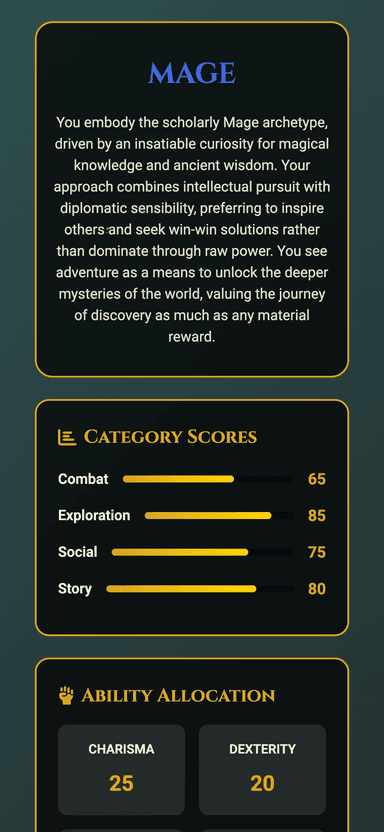 MAGE
You embody the scholarly Mage archetype,
driven by an insatiable curiosity for magical
knowledge and ancient wisdom. Your
approach combines intellectual pursuit with
diplomatic sensibility, preferring to inspire
others and seek win-win solutions rather
than dominate through raw power. You see
adventure as a means to unlock the deeper
mysteries of the world, valuing the journey
of discovery as much as any material
reward.
Category Scores
Combat 65
Exploration 85
Social 75
Story 80
Ability Allocation
CHARISMA DEXTERITY
25 20